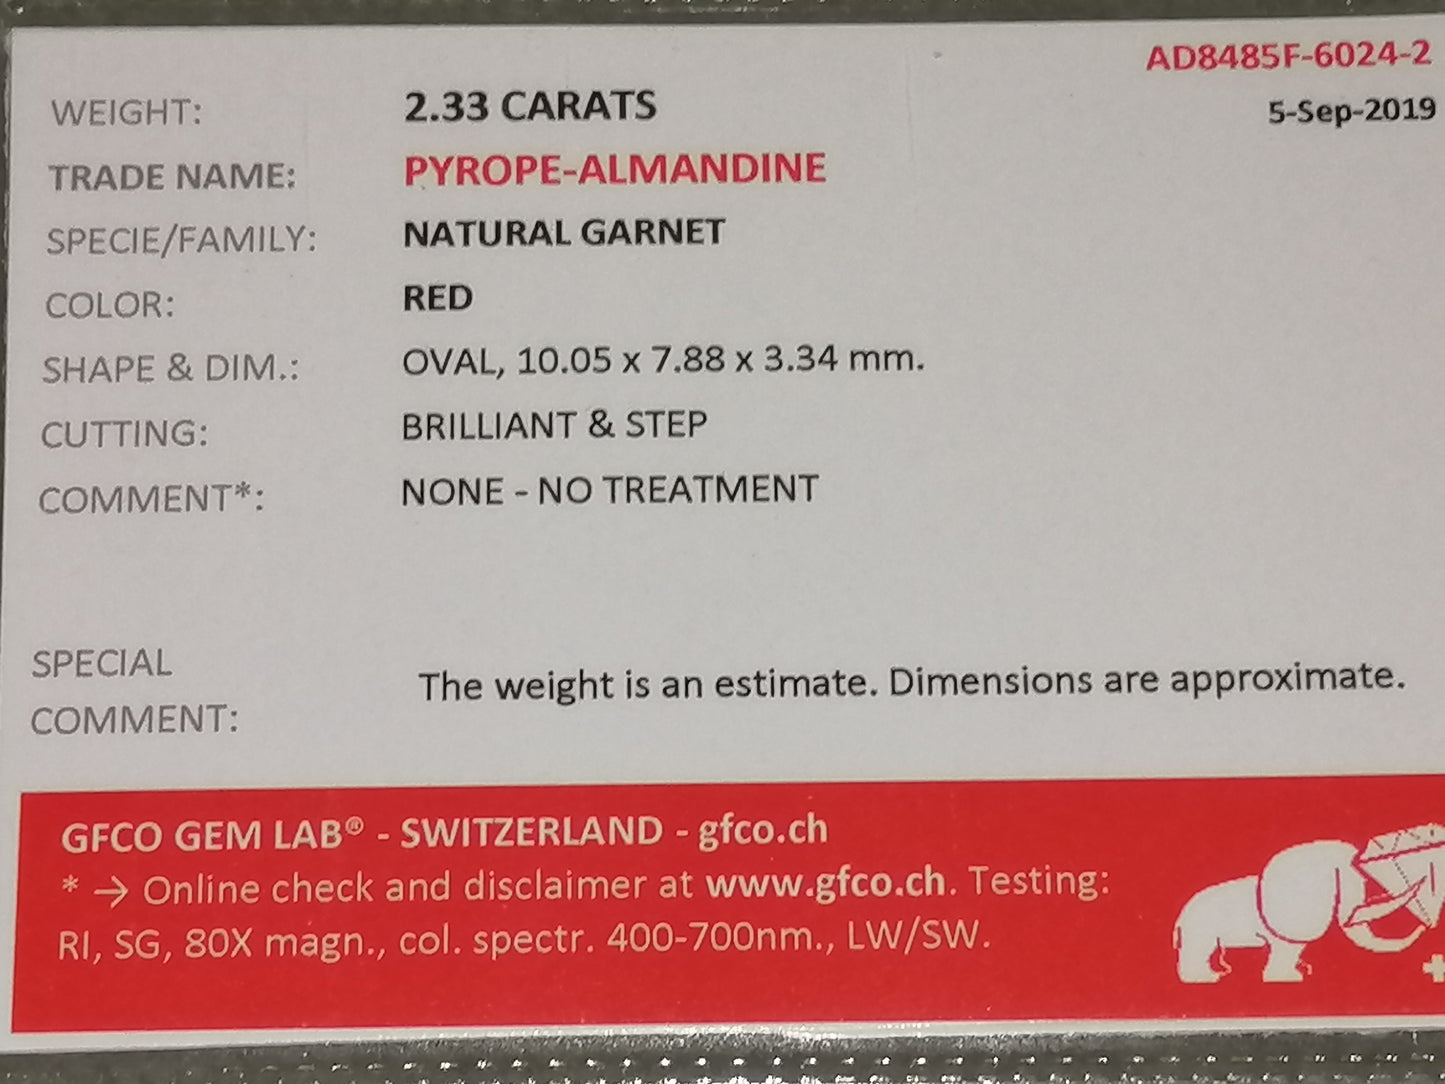 AD8485F-6024-2
5-Sep-2019
WEIGHT: 2.33 CARATS
TRADE NAME: PYROPE-ALMANDINE
SPECIE/FAMILY: NATURAL GARNET
COLOR: RED
SHAPE & DIM.: OVAL, 10.05 x 7.88 x 3.34 mm.
CUTTING: BRILLIANT & STEP
COMMENT*: NONE - NO TREATMENT
SPECIAL
COMMENT: The weight is an estimate. Dimensions are approximate.
GFCO GEM LAB® - SWITZERLAND - gfco.ch
* → Online check and disclaimer at www.gfco.ch. Testing:
RI, SG, 80X magn., col. spectr. 400-700nm., LW/SW.